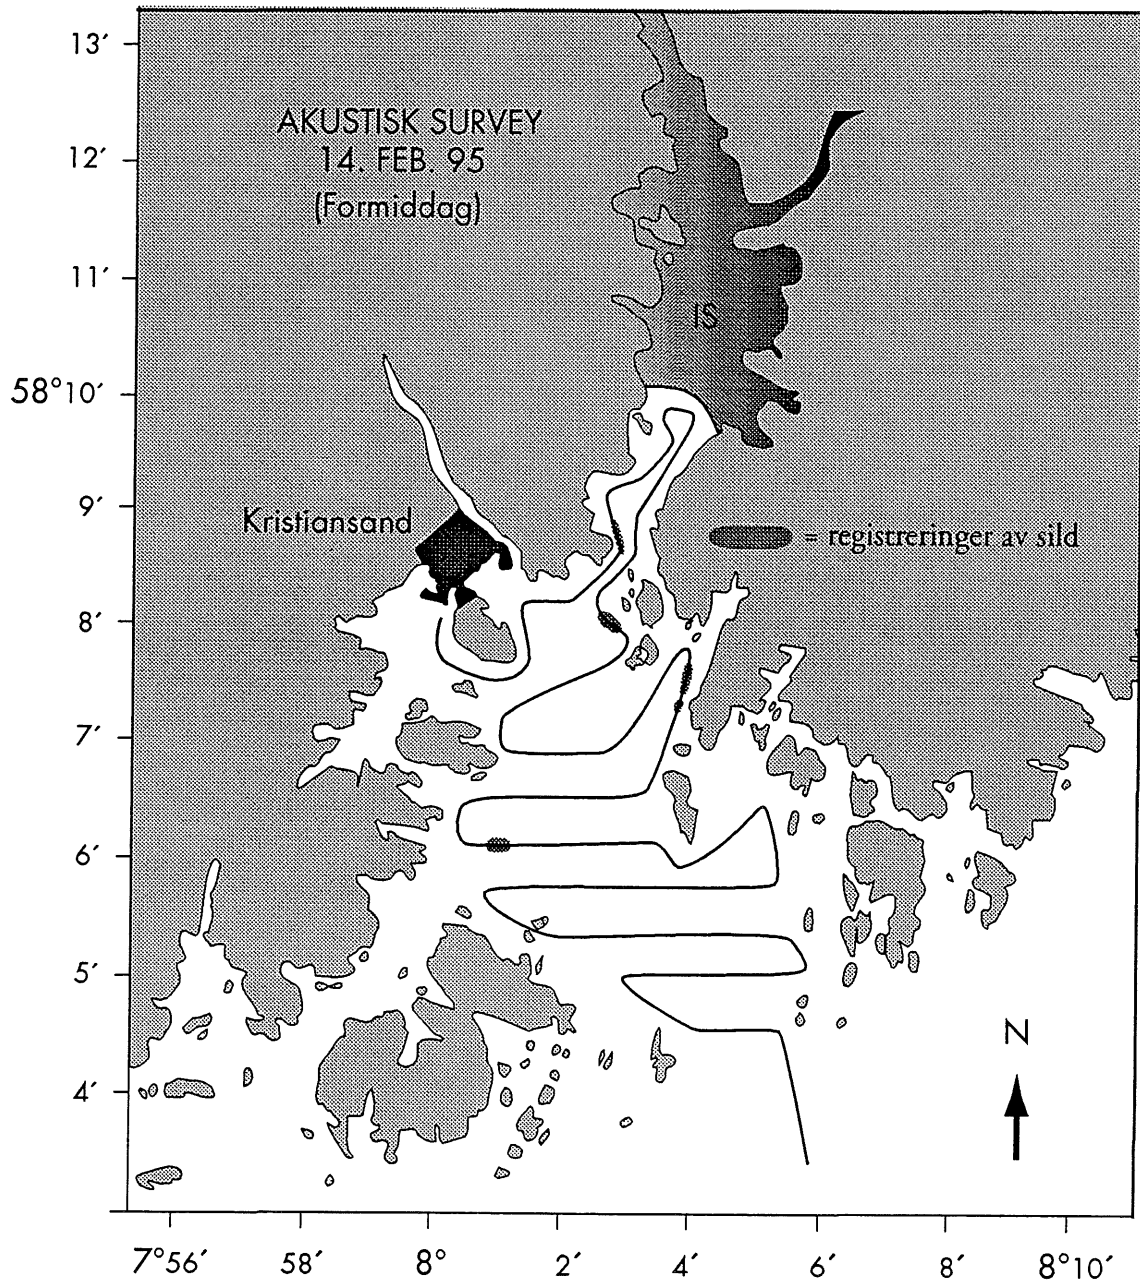 13′
AKUSTISK SURVEY
14. FEB. 95
(Formiddag)
12′
11′
IS
58°10′
9′
Kristiansand
= registreringer av sild
8′
7′
6′
5′
N
4′
7°56′ 58′ 8° 2′ 4′ 6′ 8′ 8°10′